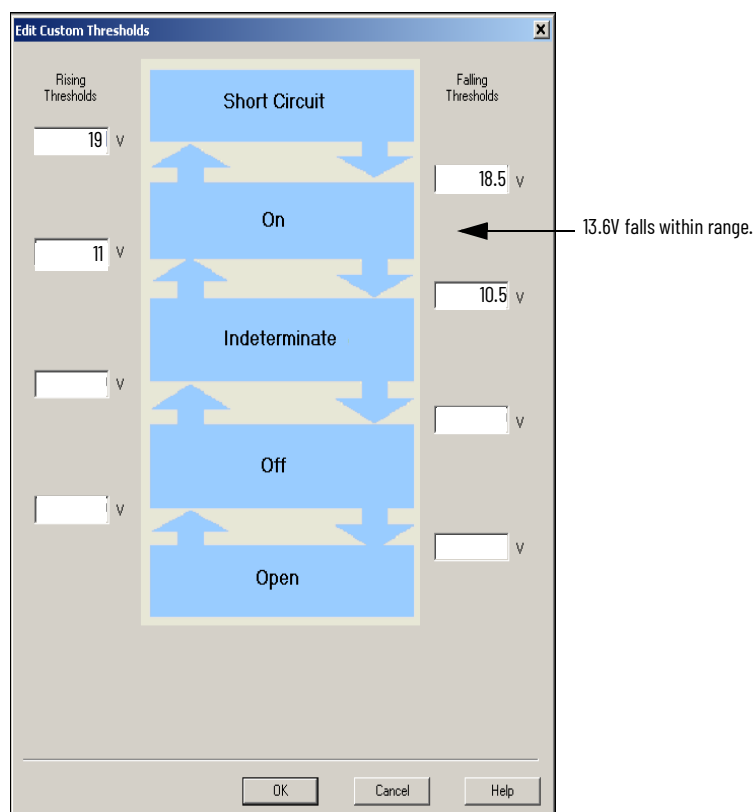 Edit Custom Thresholds
Rising
Thresholds
Short Circuit
Falling
Thresholds
19 V
18.5 V
On
13.6V falls within range.
11 V
10.5 V
Indeterminate
V
V
Off
V
V
Open
OK
Cancel
Help